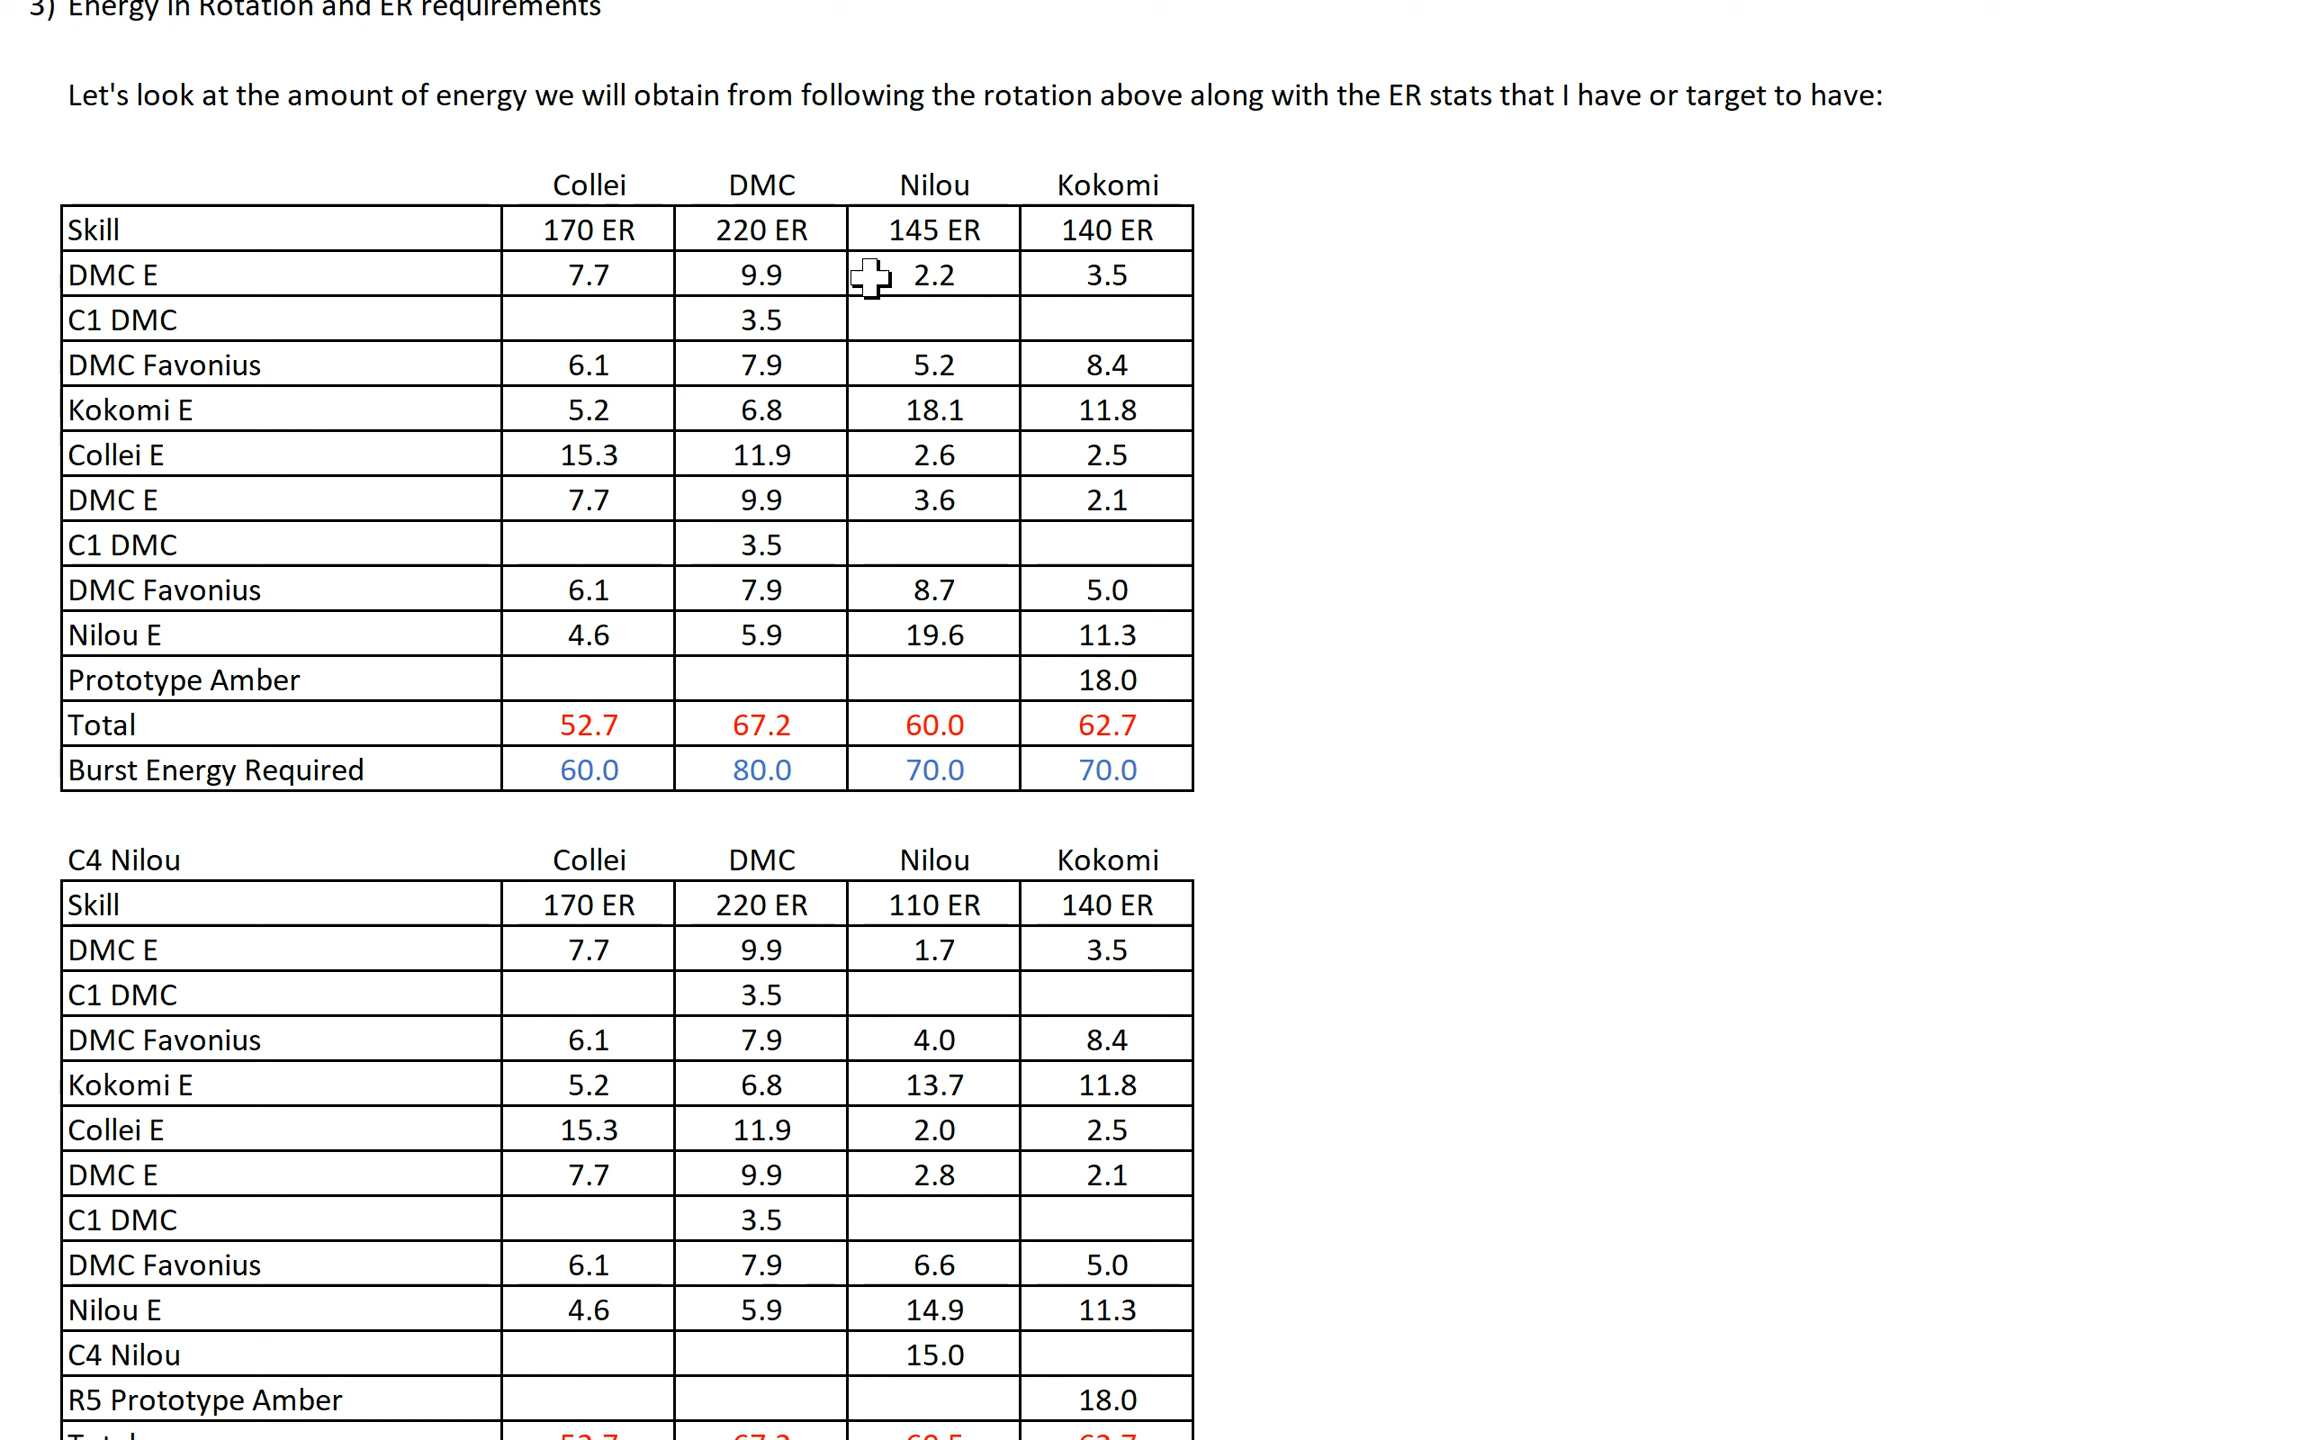 3) Energy in Rotation and ER requirements
Let's look at the amount of energy we will obtain from following the rotation above along with the ER stats that I have or target to have:
Collei DMC Nilou Kokomi
Skill 170 ER 220 ER 145 ER 140 ER
DMC E 7.7 9.9 2.2 3.5
C1 DMC 3.5
DMC Favonius 6.1 7.9 5.2 8.4
Kokomi E 5.2 6.8 18.1 11.8
Collei E 15.3 11.9 2.6 2.5
DMC E 7.7 9.9 3.6 2.1
C1 DMC 3.5
DMC Favonius 6.1 7.9 8.7 5.0
Nilou E 4.6 5.9 19.6 11.3
Prototype Amber 18.0
Total 52.7 67.2 60.0 62.7
Burst Energy Required 60.0 80.0 70.0 70.0
C4 Nilou Collei DMC Nilou Kokomi
Skill 170 ER 220 ER 110 ER 140 ER
DMC E 7.7 9.9 1.7 3.5
C1 DMC 3.5
DMC Favonius 6.1 7.9 4.0 8.4
Kokomi E 5.2 6.8 13.7 11.8
Collei E 15.3 11.9 2.0 2.5
DMC E 7.7 9.9 2.8 2.1
C1 DMC 3.5
DMC Favonius 6.1 7.9 6.6 5.0
Nilou E 4.6 5.9 14.9 11.3
C4 Nilou 15.0
R5 Prototype Amber 18.0